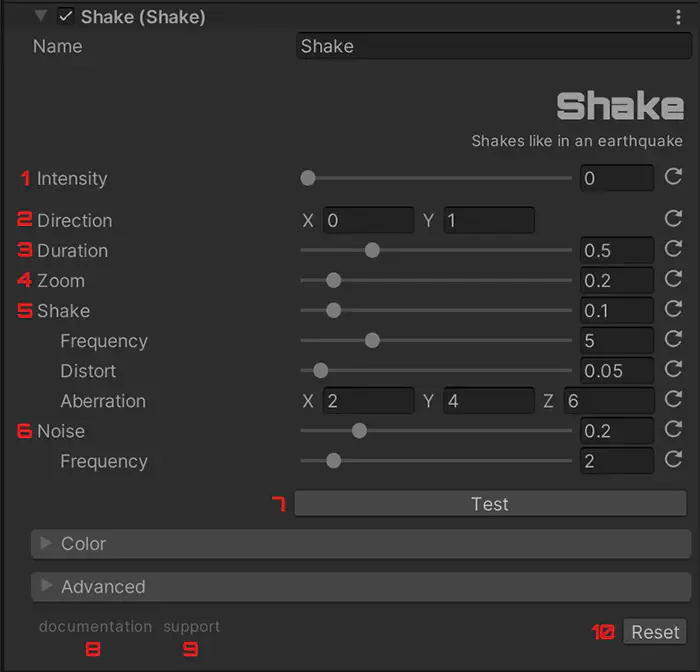 Shake (Shake)
Name Shake
Shake
Shakes like in an earthquake
1 Intensity 0
2 Direction X 0 Y 1
3 Duration 0.5
4 Zoom 0.2
5 Shake 0.1
Frequency 5
Distort 0.05
Aberration X 2 Y 4 Z 6
6 Noise 0.2
Frequency 2
7 Test
Color
Advanced
documentation support
8 9 10 Reset